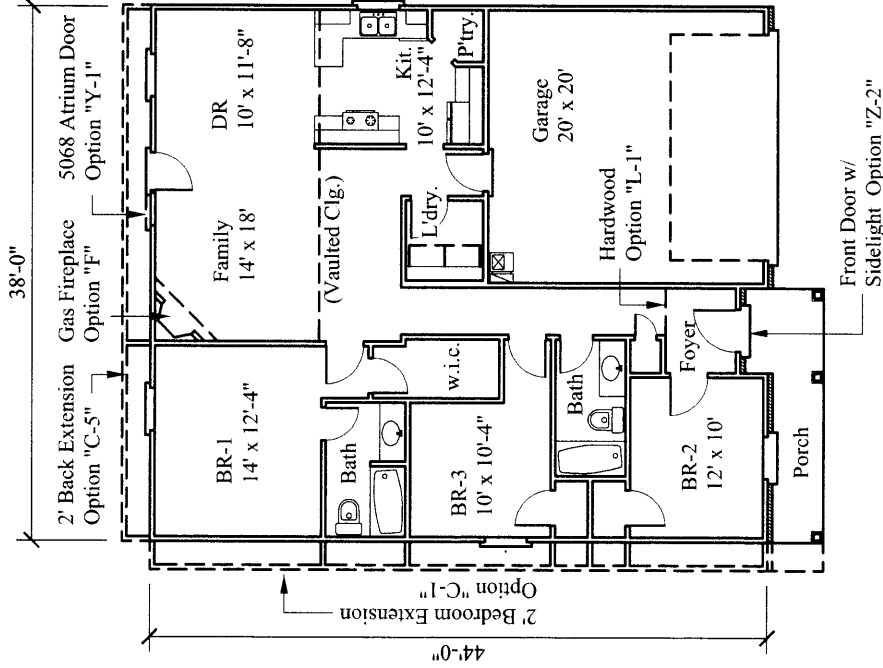 38'-0"
2' Back Extension
Option "C-5"
Gas Fireplace
Option "F"
5068 Atrium Door
Option "Y-1"
BR-1
14' x 12'-4"
Family
14' x 18'
DR
10' x 11'-8"
(Vaulted Clg.)
Kit.
10' x 12'-4"
P'try.
L'dry.
Bath
w.i.c.
BR-3
10' x 10'-4"
Garage
20' x 20'
Hardwood
Option "L-1"
Bath
Foyer
BR-2
12' x 10'
Porch
Front Door w/
Sidelight Option "Z-2"
2' Bedroom Extension
Option "C-1"
44'-0"